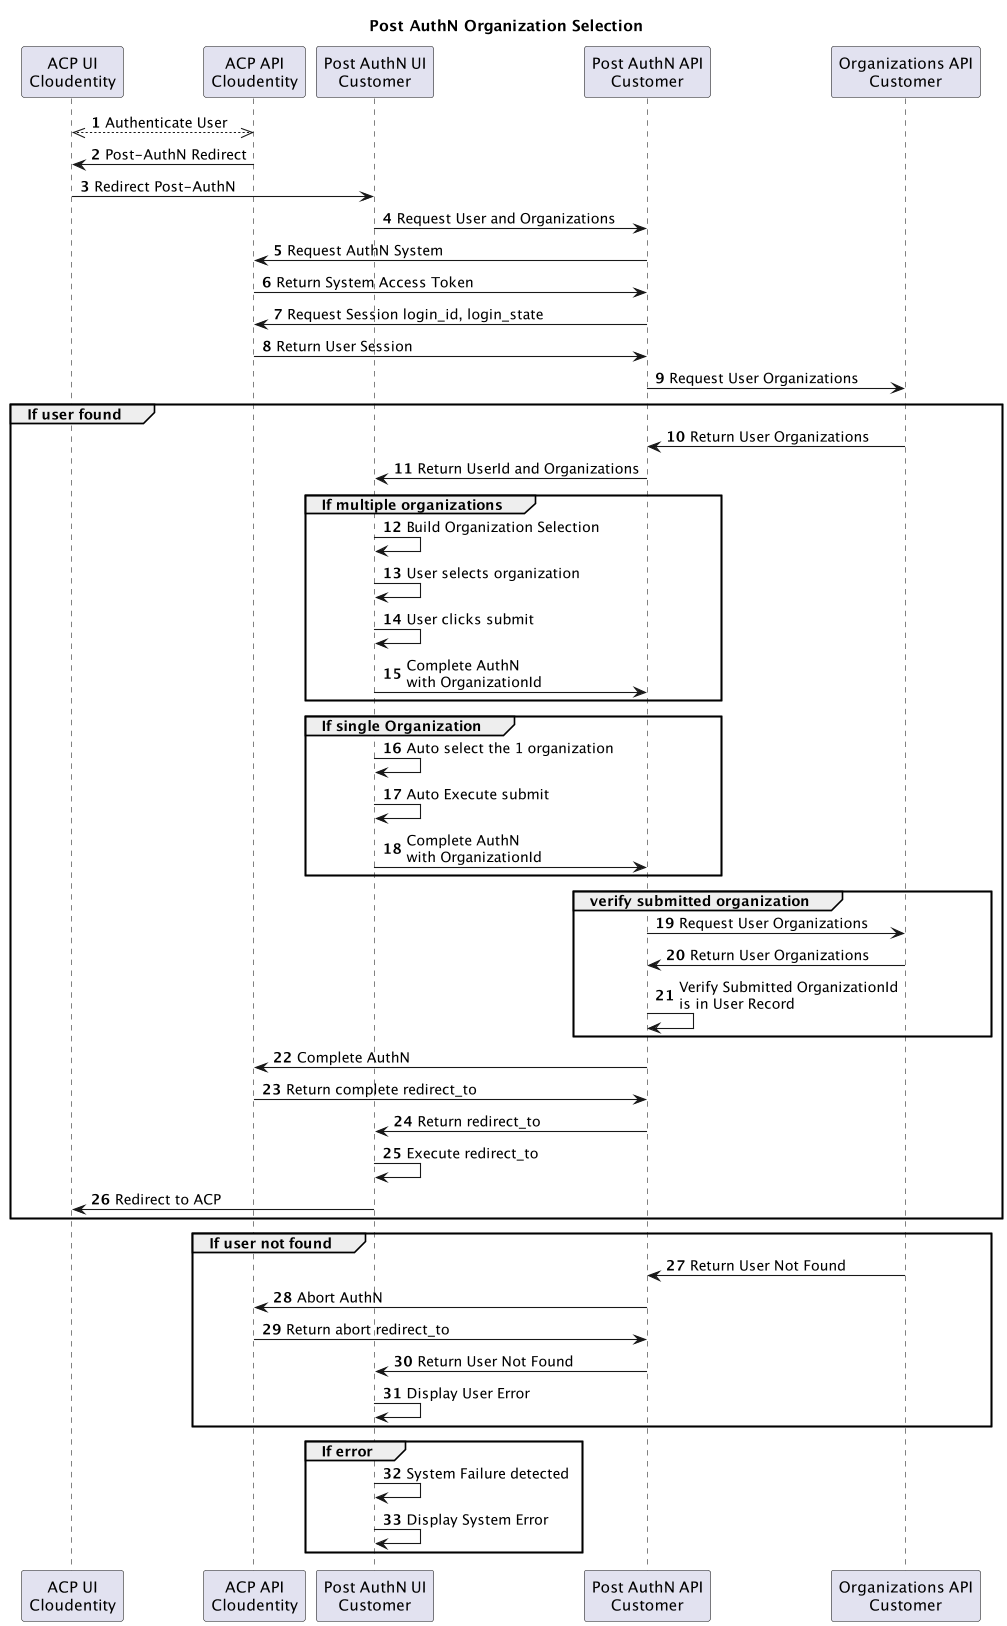 Post AuthN Organization Selection
ACP UI
Cloudentity
ACP API
Cloudentity
Post AuthN UI
Customer
Post AuthN API
Customer
Organizations API
Customer
1 Authenticate User
2 Post-AuthN Redirect
3 Redirect Post-AuthN
4 Request User and Organizations
5 Request AuthN System
6 Return System Access Token
7 Request Session login_id, login_state
8 Return User Session
9 Request User Organizations
If user found
10 Return User Organizations
11 Return UserId and Organizations
If multiple organizations
12 Build Organization Selection
13 User selects organization
14 User clicks submit
15 Complete AuthN
with OrganizationId
If single Organization
16 Auto select the 1 organization
17 Auto Execute submit
18 Complete AuthN
with OrganizationId
verify submitted organization
19 Request User Organizations
20 Return User Organizations
21 Verify Submitted OrganizationId
is in User Record
22 Complete AuthN
23 Return complete redirect_to
24 Return redirect_to
25 Execute redirect_to
26 Redirect to ACP
If user not found
27 Return User Not Found
28 Abort AuthN
29 Return abort redirect_to
30 Return User Not Found
31 Display User Error
If error
32 System Failure detected
33 Display System Error
ACP UI
Cloudentity
ACP API
Cloudentity
Post AuthN UI
Customer
Post AuthN API
Customer
Organizations API
Customer